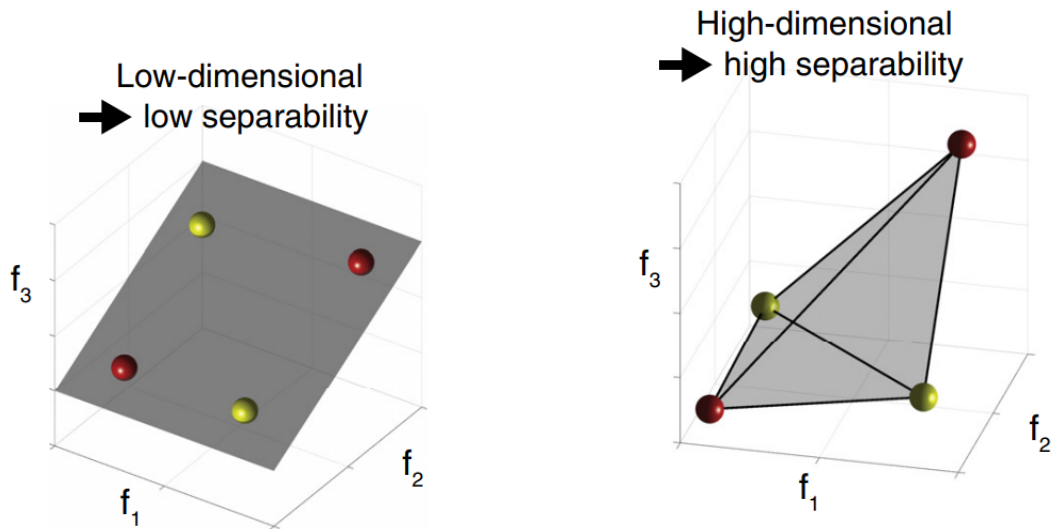 Low-dimensional
➡ low separability
f3
f1
f2
High-dimensional
➡ high separability
f3
f1
f2